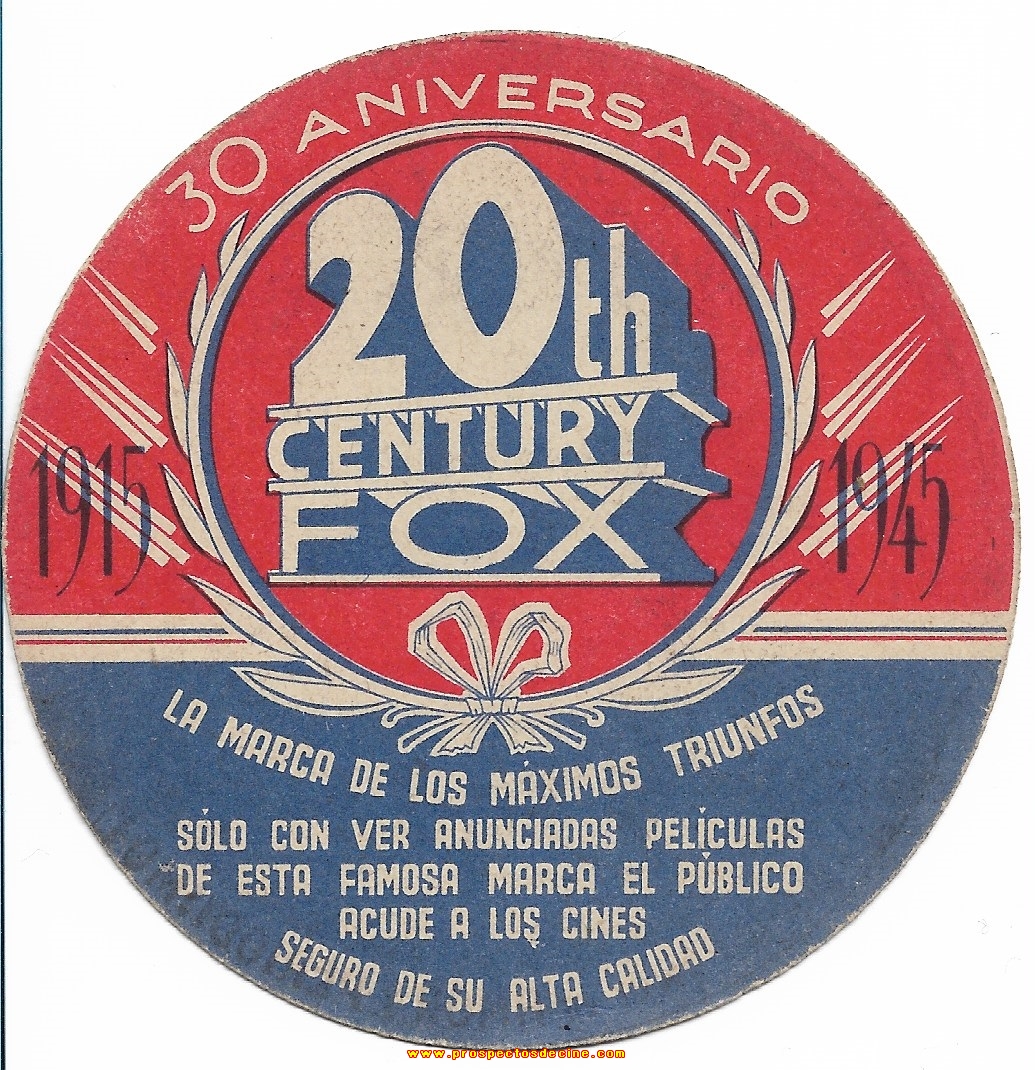 30 ANIVERSARIO
20th
CENTURY
FOX
1915
1945
LA MARCA DE LOS MÁXIMOS TRIUNFOS
SÓLO CON VER ANUNCIADAS PELÍCULAS
DE ESTA FAMOSA MARCA EL PÚBLICO
ACUDE A LOS CINES
SEGURO DE SU ALTA CALIDAD.
www.prospectosdecine.com